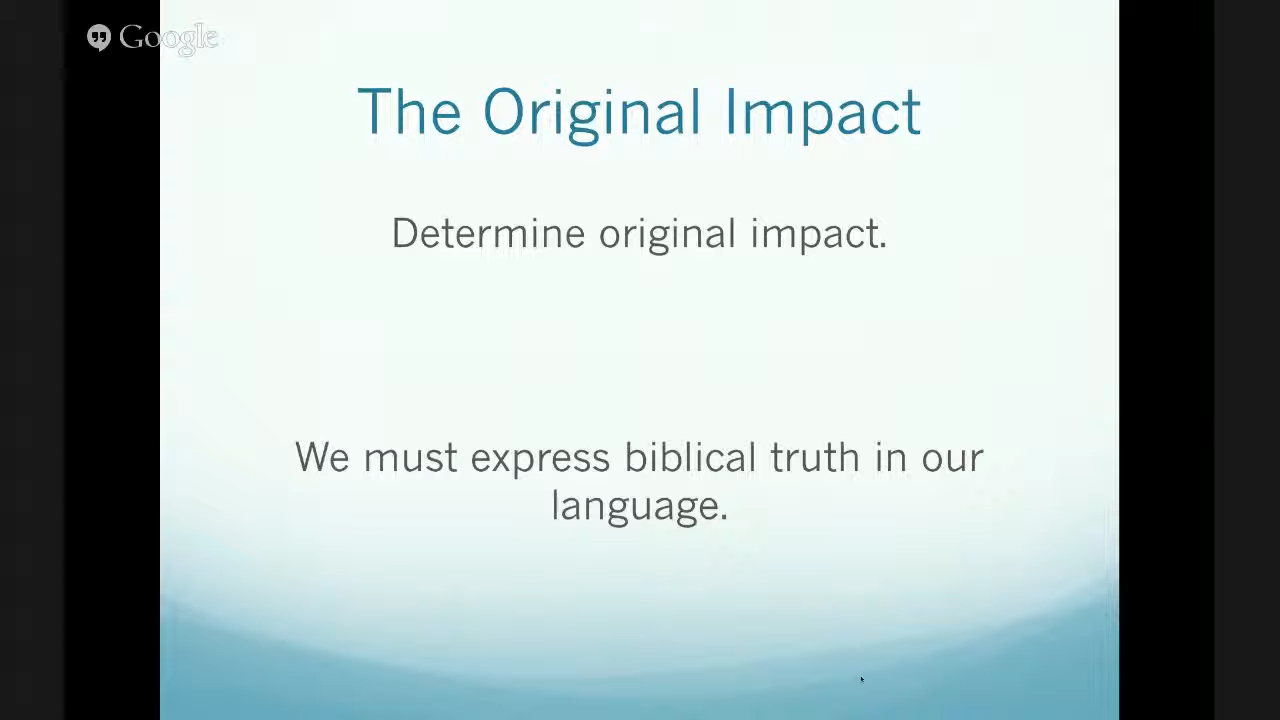 Google
The Original Impact
Determine original impact.
We must express biblical truth in our
language.